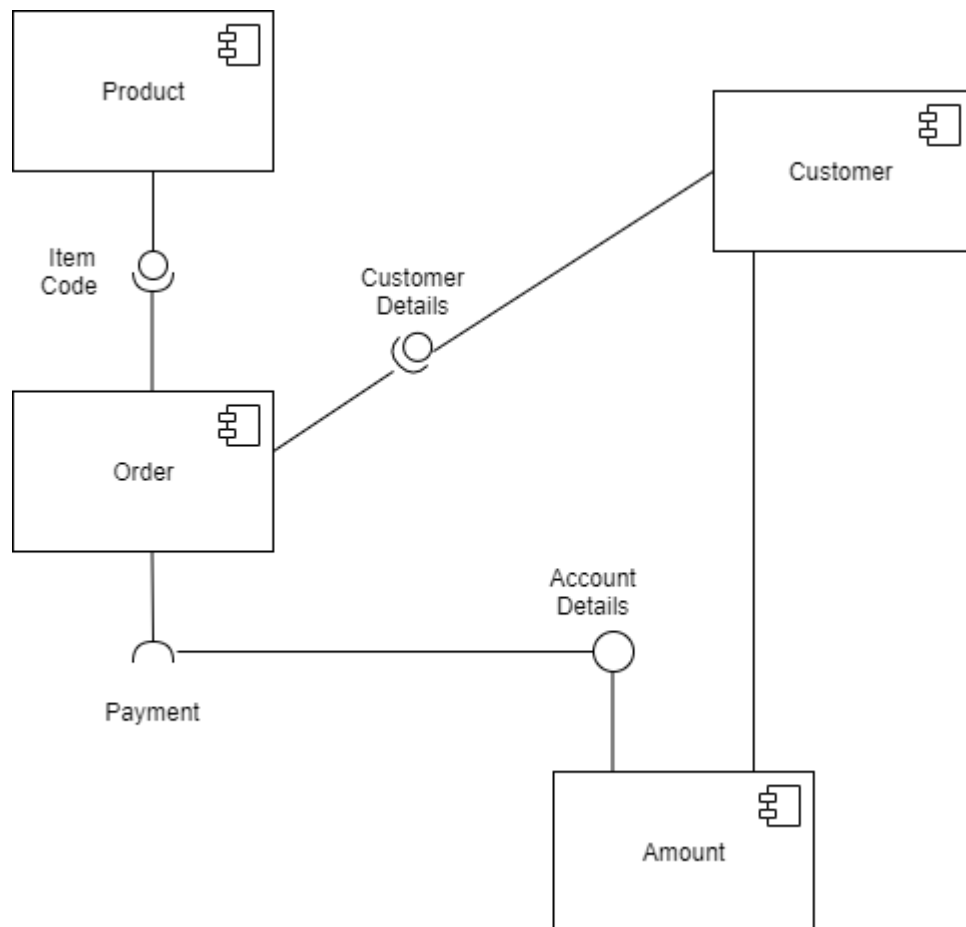 Product
Customer
Item
Code
Customer
Details
Order
Account
Details
Payment
Amount